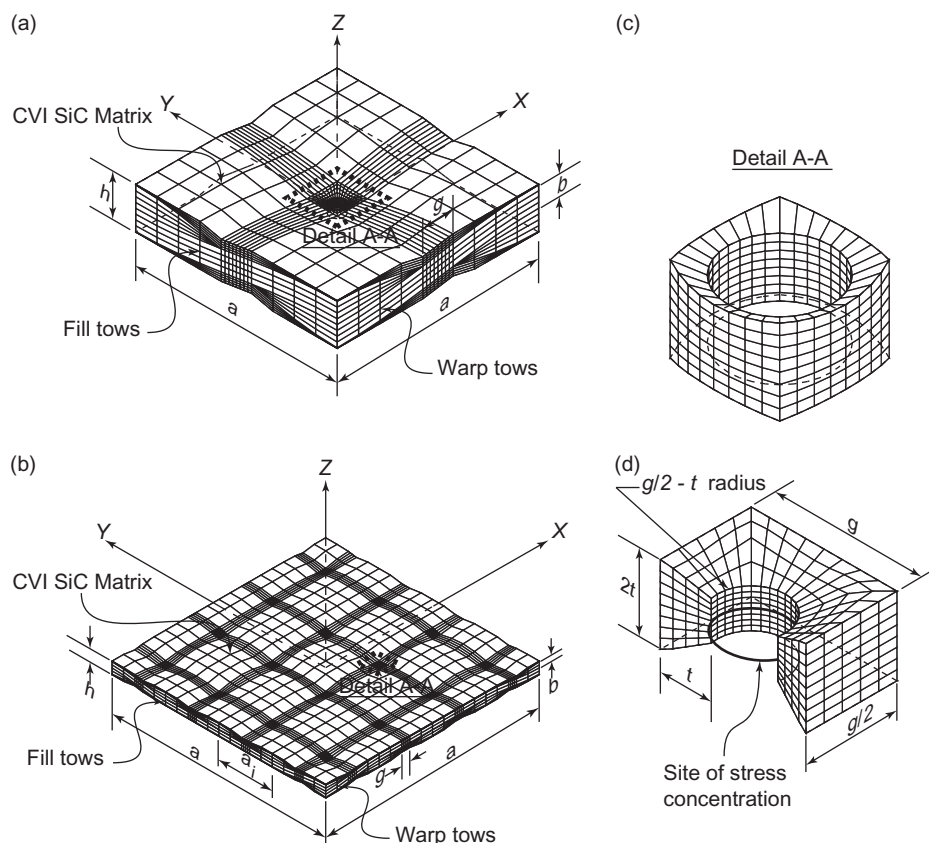 (a)
Z
Y
X
CVI SiC Matrix
h
b
g
Detail A-A
a
a
Fill tows
Warp tows
(b)
Z
Y
X
CVI SiC Matrix
h
b
Detail A-A
Fill tows
a
a_i
g
a
Warp tows
(c)
Detail A-A
(d)
g/2 - t radius
g
2t
t
g/2
Site of stress
concentration